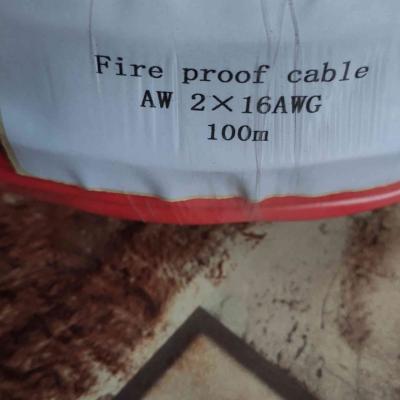 Fire proof cable
AW 2×16AWG
100m